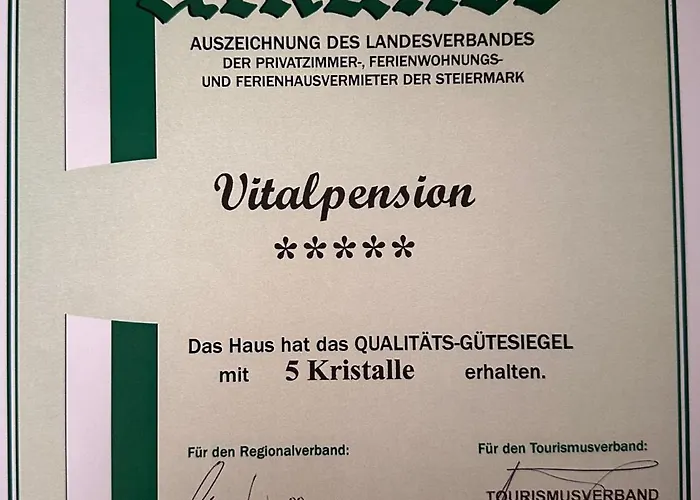 Urkunde
AUSZEICHNUNG DES LANDESVERBANDES
DER PRIVATZIMMER-, FERIENWOHNUNGS-
UND FERIENHAUSVERMIETER DER STEIERMARK
Vitalpension
*****
Das Haus hat das QUALITÄTS-GÜTESIEGEL
mit 5 Kristalle erhalten.
Für den Regionalverband: Für den Tourismusverband:
TOURISMUSVERBAND